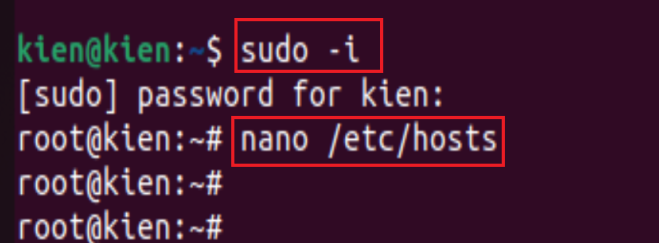 kien@kien:~$ sudo -i
[sudo] password for kien:
root@kien:~# nano /etc/hosts
root@kien:~#
root@kien:~#